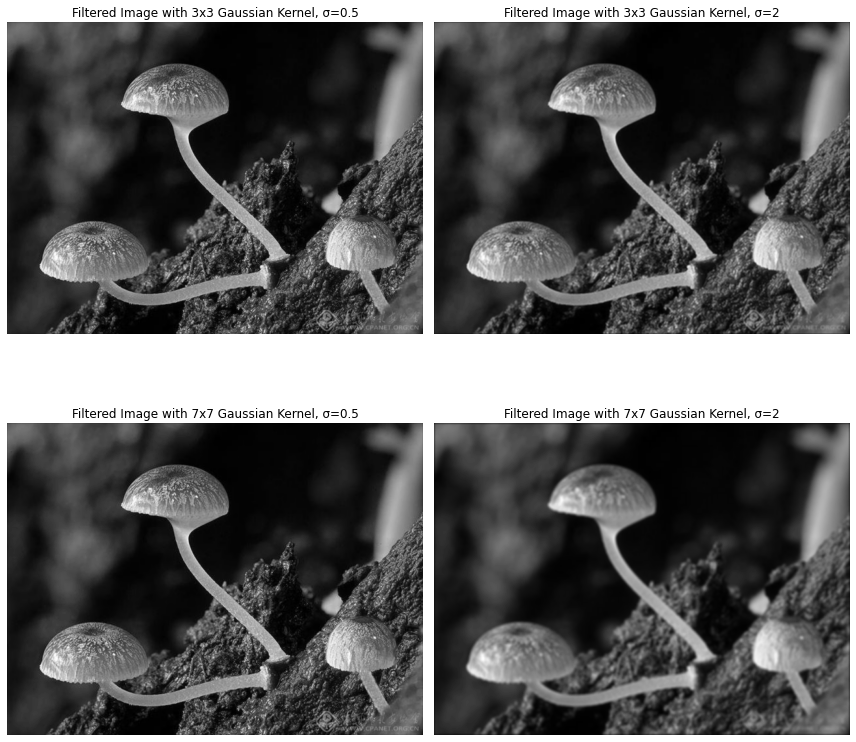 Filtered Image with 3x3 Gaussian Kernel, σ=0.5
Filtered Image with 3x3 Gaussian Kernel, σ=2
Filtered Image with 7x7 Gaussian Kernel, σ=0.5
Filtered Image with 7x7 Gaussian Kernel, σ=2